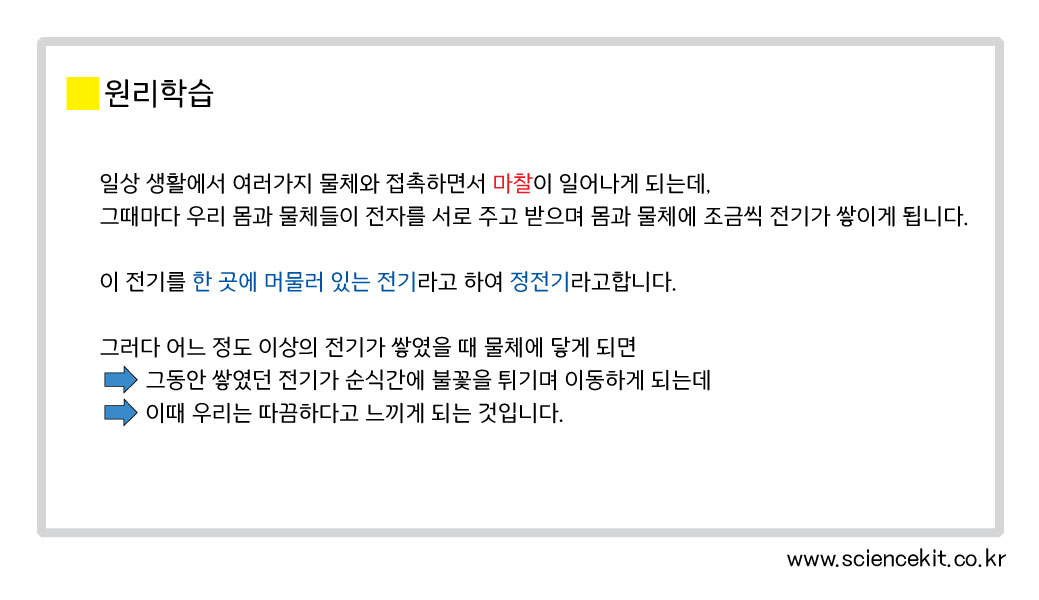 원리학습
일상 생활에서 여러가지 물체와 접촉하면서 마찰이 일어나게 되는데,
그때마다 우리 몸과 물체들이 전자를 서로 주고 받으며 몸과 물체에 조금씩 전기가 쌓이게 됩니다.
이 전기를 한 곳에 머물러 있는 전기라고 하여 정전기라고합니다.
그러다 어느 정도 이상의 전기가 쌓였을 때 물체에 닿게 되면
그동안 쌓였던 전기가 순식간에 불꽃을 튀기며 이동하게 되는데
이때 우리는 따끔하다고 느끼게 되는 것입니다.
www.sciencekit.co.kr